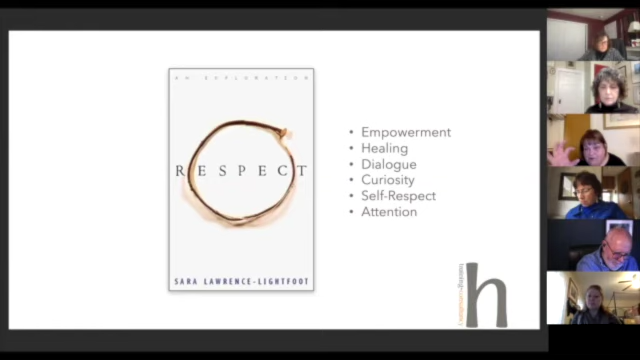 AN EXPLORATION
RESPECT
SARA LAWRENCE-LIGHTFOOT
• Empowerment
• Healing
• Dialogue
• Curiosity
• Self-Respect
• Attention
h